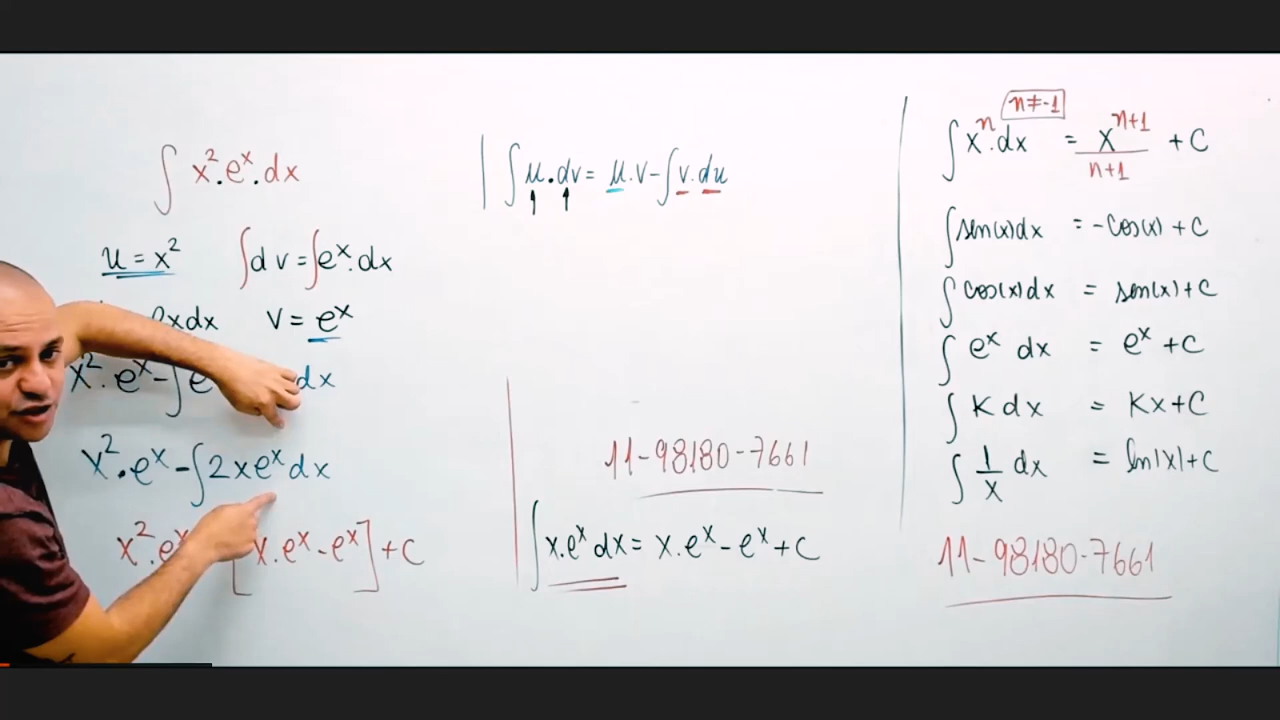 ∫ x².eˣ.dx
u = x²    ∫dv = ∫eˣ.dx
xdx    v = eˣ
x².eˣ - ∫e dx
x².eˣ - ∫2xeˣdx
x².e [x.eˣ - eˣ] + C
∫u.dv = u.v - ∫v.du
11-98180-7661
∫x.eˣdx = x.eˣ - eˣ + C
n≠-1
∫xⁿ.dx = xⁿ⁺¹/n+1 + C
∫sen(x)dx = -cos(x) + C
∫cos(x)dx = sen(x) + C
∫eˣ dx = eˣ + C
∫K dx = Kx + C
∫1/x dx = ln|x| + C
11-98180-7661